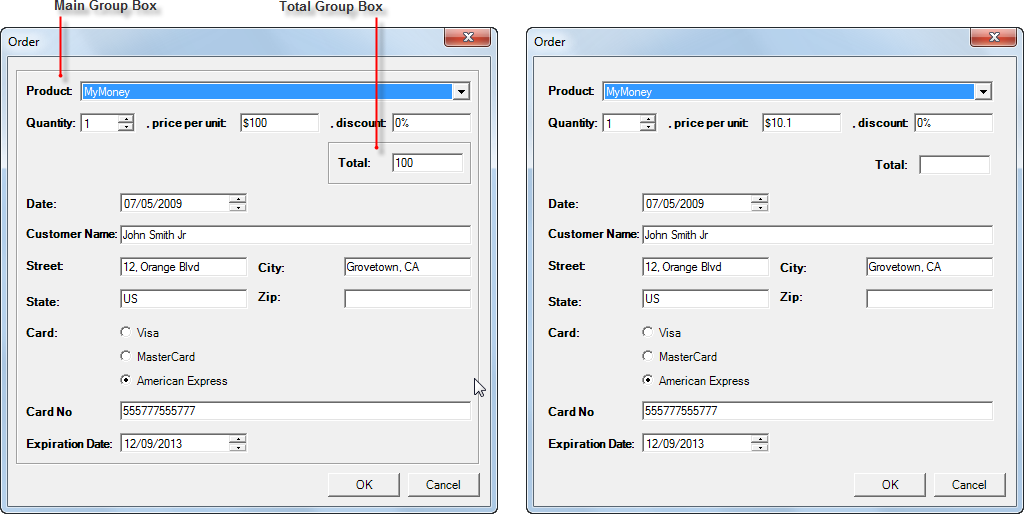 Main Group Box
Total Group Box
Order
Product:
MyMoney
Quantity:
1
, price per unit:
$100
, discount:
0%
Total:
100
Date:
07/05/2009
Customer Name:
John Smith Jr
Street:
12, Orange Blvd
City:
Grovetown, CA
State:
US
Zip:
Card:
Visa
MasterCard
American Express
Card No
555777555777
Expiration Date:
12/09/2013
OK
Cancel
Order
Product:
MyMoney
Quantity:
1
, price per unit:
$10.1
, discount:
0%
Total:
Date:
07/05/2009
Customer Name:
John Smith Jr
Street:
12, Orange Blvd
City:
Grovetown, CA
State:
US
Zip:
Card:
Visa
MasterCard
American Express
Card No
555777555777
Expiration Date:
12/09/2013
OK
Cancel